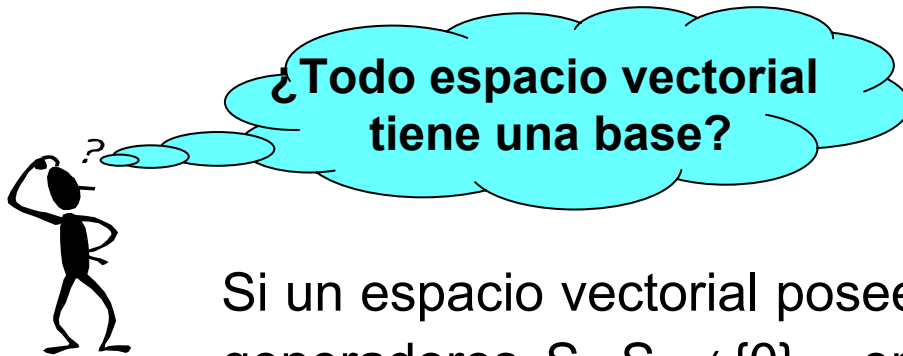 ¿Todo espacio vectorial
tiene una base?
?
Si un espacio vectorial posee